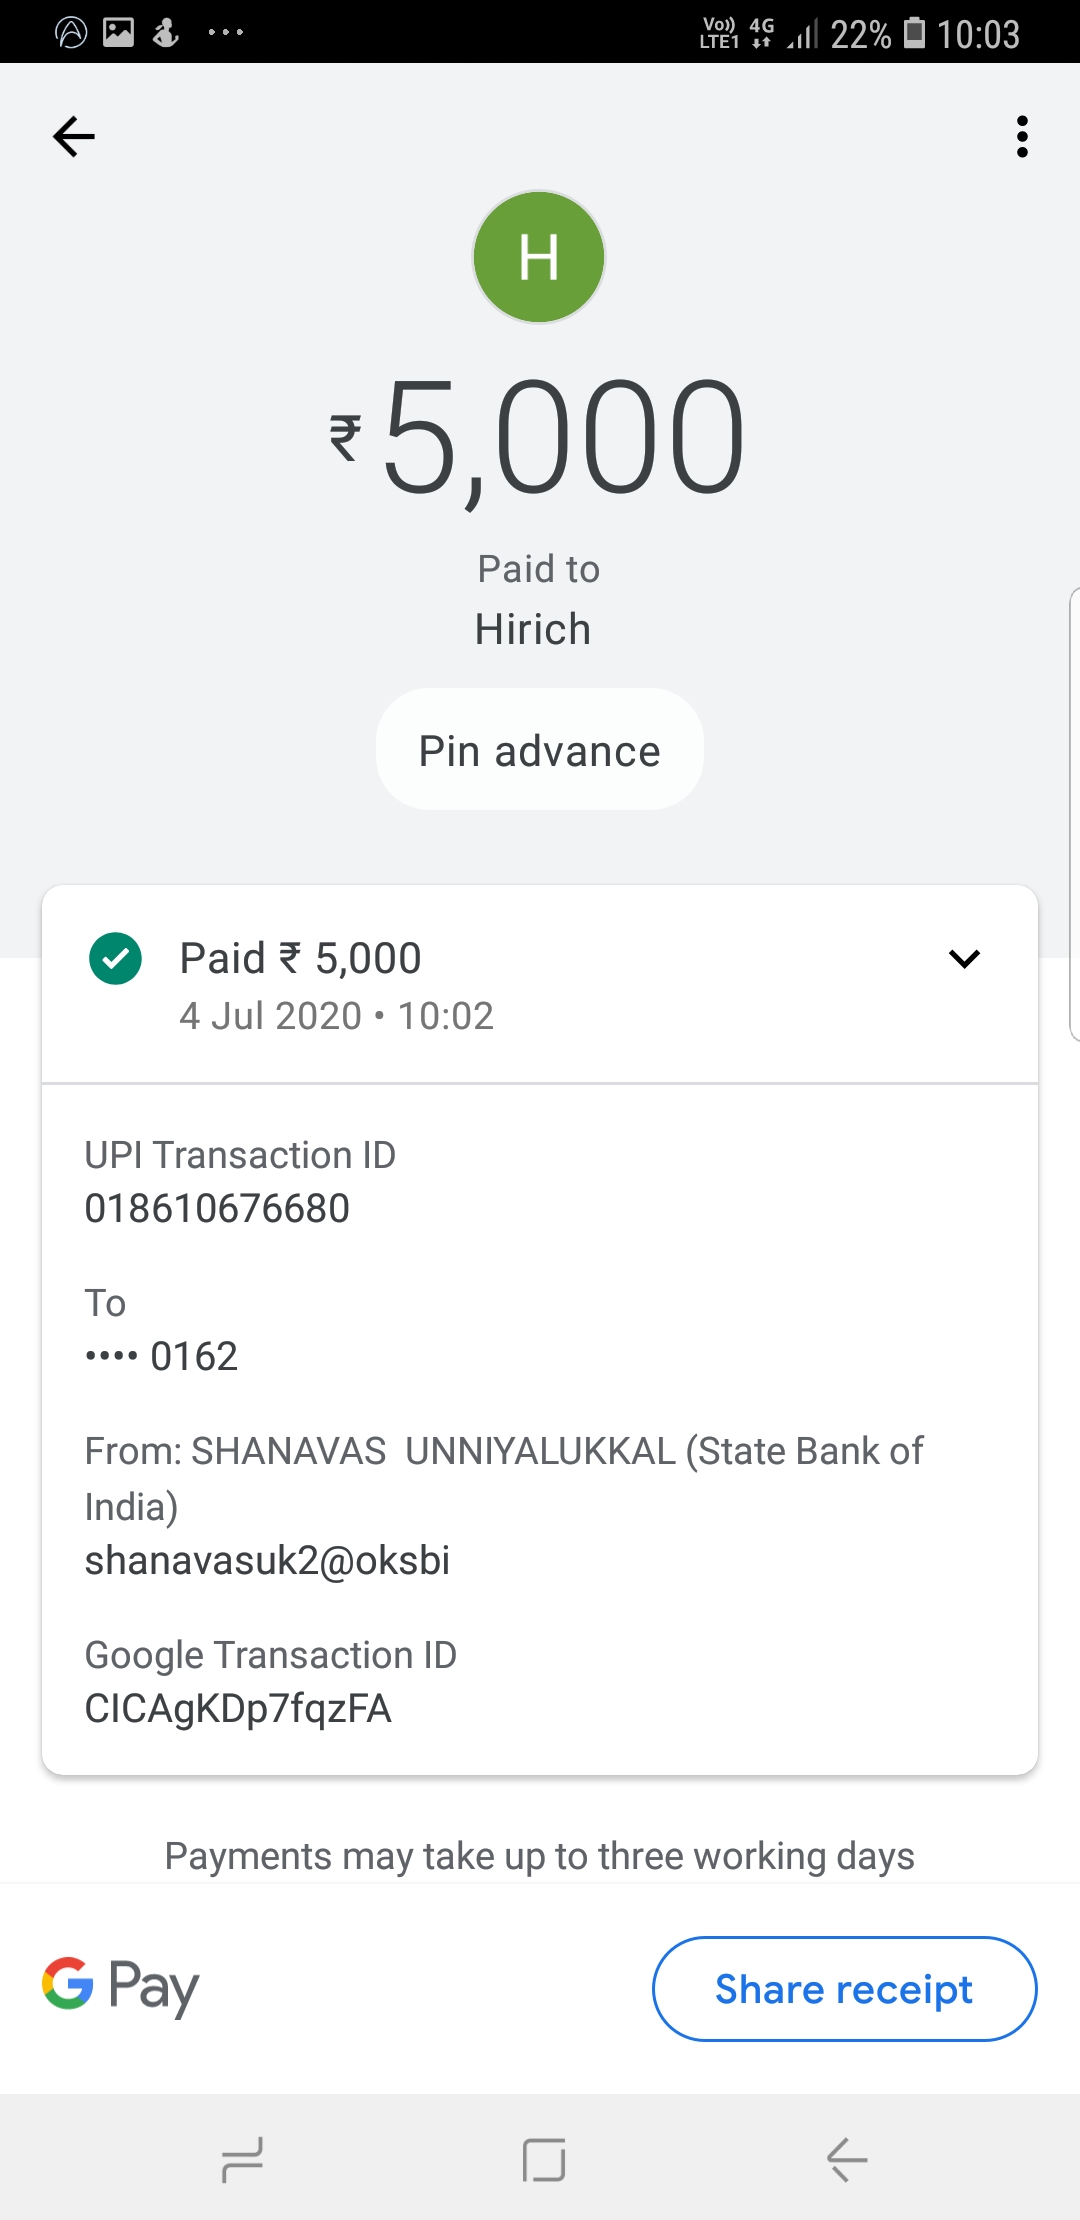 Vo)) LTE1 4G 22% 10:03
H
₹5,000
Paid to
Hirich
Pin advance
Paid ₹ 5,000
4 Jul 2020 • 10:02
UPI Transaction ID
018610676680
To
•••• 0162
From: SHANAVAS  UNNIYALUKKAL (State Bank of
India)
shanavasuk2@oksbi
Google Transaction ID
CICAgKDp7fqzFA
Payments may take up to three working days
G Pay
Share receipt